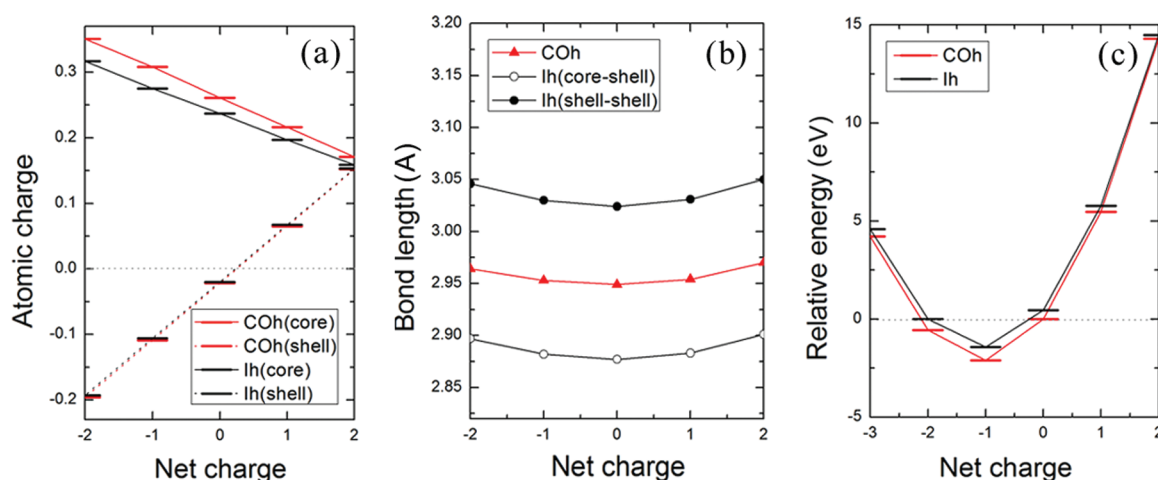 (a)
Atomic charge
0.3
0.2
0.1
0.0
-0.1
-0.2
COh(core)
COh(shell)
Ih(core)
Ih(shell)
-2
-1
0
1
2
Net charge
(b)
Bond length (A)
3.20
3.15
3.10
3.05
3.00
2.95
2.90
2.85
COh
Ih(core-shell)
Ih(shell-shell)
-2
-1
0
1
2
Net charge
(c)
Relative energy (eV)
15
10
5
0
-5
COh
Ih
-3
-2
-1
0
1
2
Net charge